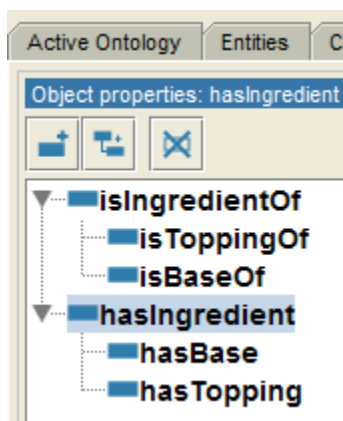 Active Ontology Entities C
Object properties: hasIngredient
isIngredientOf
isToppingOf
isBaseOf
hasIngredient
hasBase
hasTopping